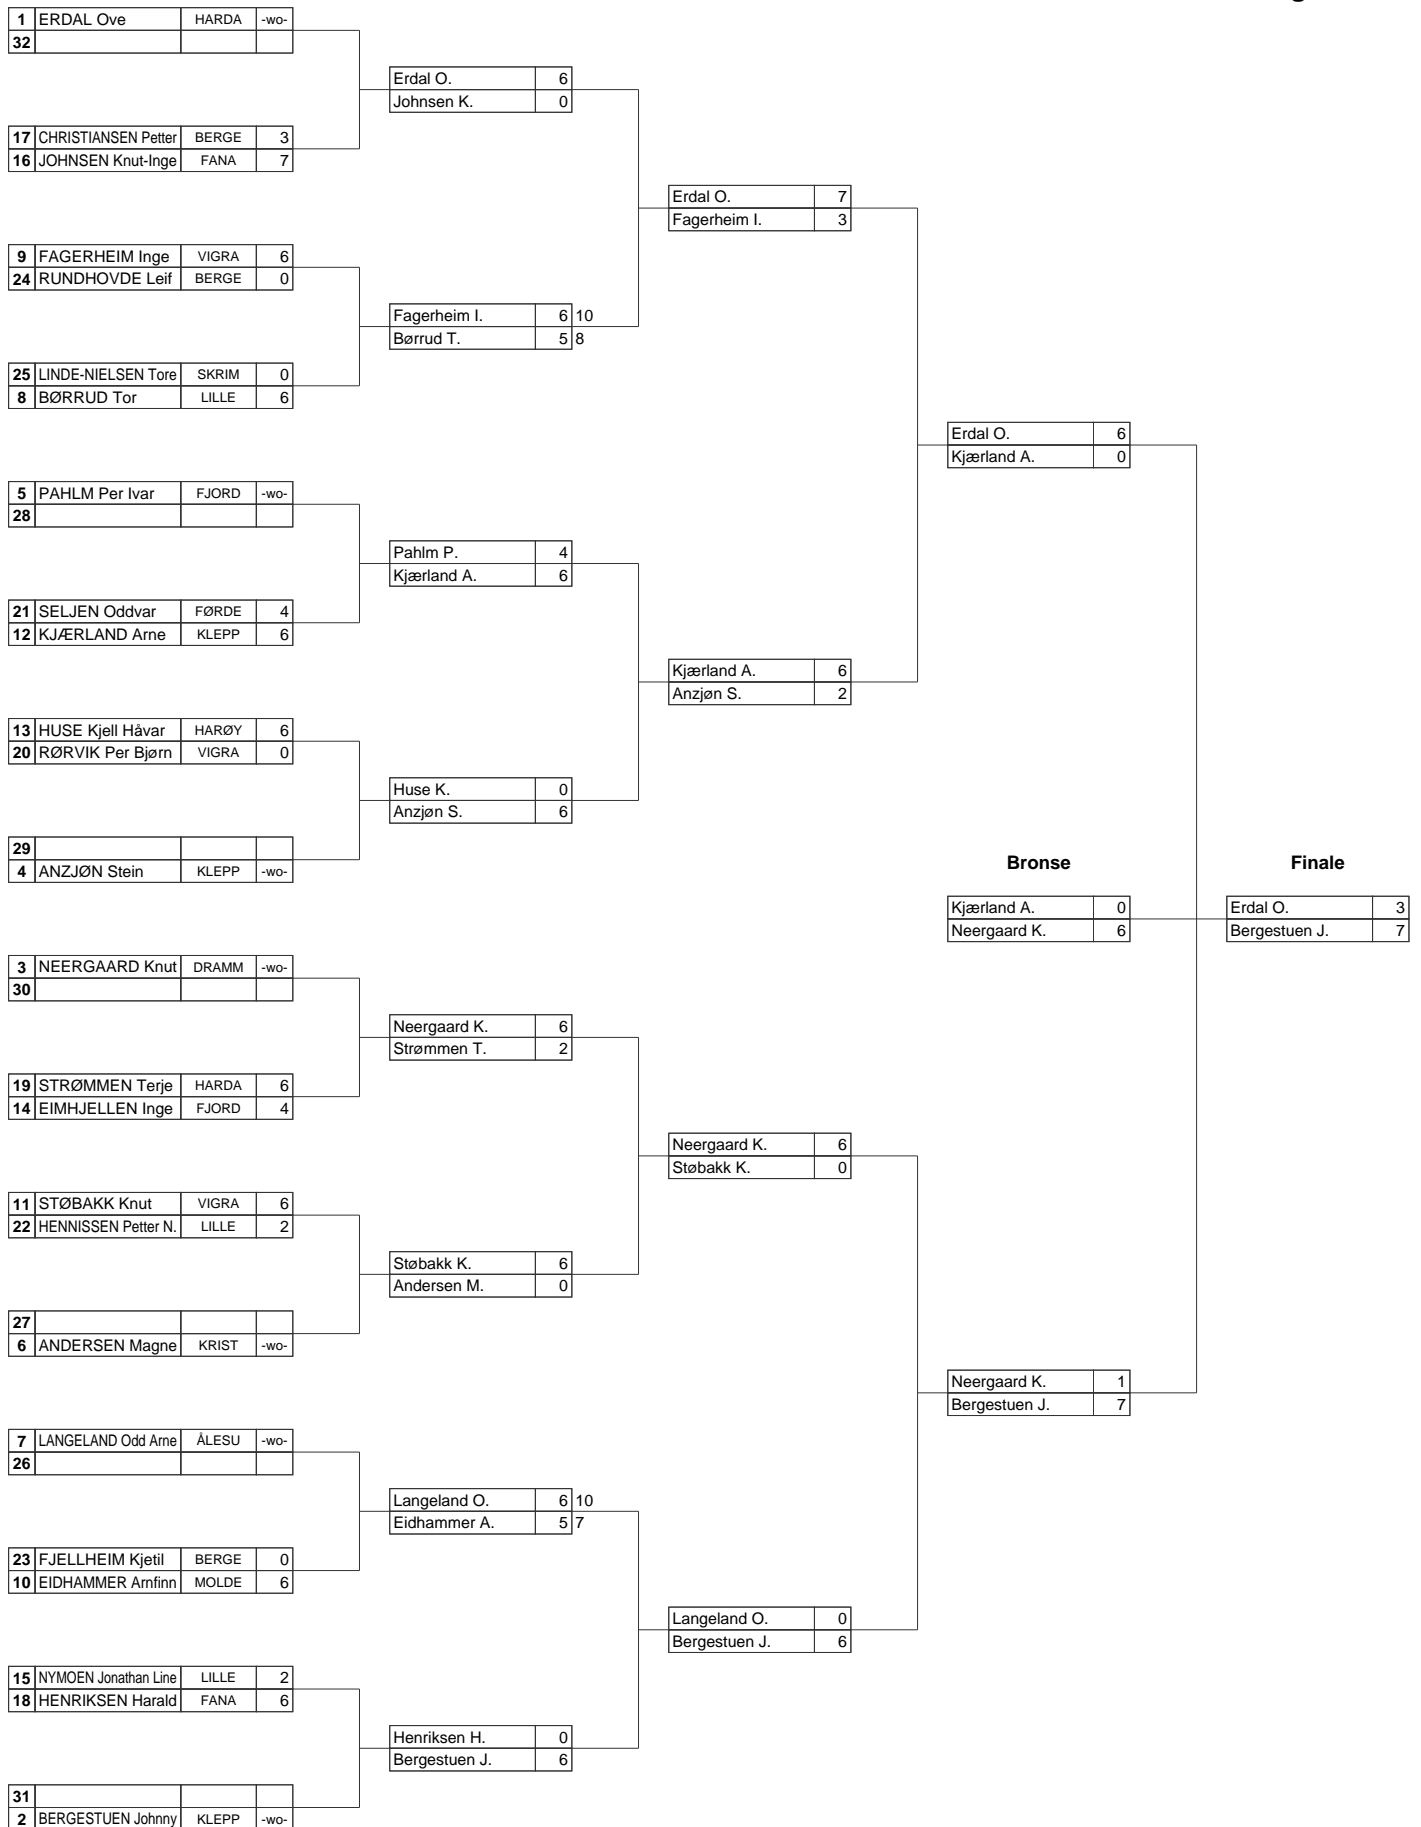 1 ERDAL Ove HARDA -wo-
32
Erdal O. 6
Johnsen K. 0
17 CHRISTIANSEN Petter BERGE 3
16 JOHNSEN Knut-Inge FANA 7
Erdal O. 7
Fagerheim I. 3
9 FAGERHEIM Inge VIGRA 6
24 RUNDHOVDE Leif BERGE 0
Fagerheim I. 6 10
Børrud T. 5 8
25 LINDE-NIELSEN Tore SKRIM 0
8 BØRRUD Tor LILLE 6
Erdal O. 6
Kjærland A. 0
5 PAHLM Per Ivar FJORD -wo-
28
Pahlm P. 4
Kjærland A. 6
21 SELJEN Oddvar FØRDE 4
12 KJÆRLAND Arne KLEPP 6
Kjærland A. 6
Anzjøn S. 2
13 HUSE Kjell Håvar HARØY 6
20 RØRVIK Per Bjørn VIGRA 0
Huse K. 0
Anzjøn S. 6
29
4 ANZJØN Stein KLEPP -wo-
Bronse Finale
Kjærland A. 0 Erdal O. 3
Neergaard K. 6 Bergestuen J. 7
3 NEERGAARD Knut DRAMM -wo-
30
Neergaard K. 6
Strømmen T. 2
19 STRØMMEN Terje HARDA 6
14 EIMHJELLEN Inge FJORD 4
Neergaard K. 6
Støbakk K. 0
11 STØBAKK Knut VIGRA 6
22 HENNISSEN Petter N. LILLE 2
Støbakk K. 6
Andersen M. 0
27
6 ANDERSEN Magne KRIST -wo-
Neergaard K. 1
Bergestuen J. 7
7 LANGELAND Odd Arne ÅLESU -wo-
26
Langeland O. 6 10
Eidhammer A. 5 7
23 FJELLHEIM Kjetil BERGE 0
10 EIDHAMMER Arnfinn MOLDE 6
Langeland O. 0
Bergestuen J. 6
15 NYMOEN Jonathan Line LILLE 2
18 HENRIKSEN Harald FANA 6
Henriksen H. 0
Bergestuen J. 6
31
2 BERGESTUEN Johnny KLEPP -wo-